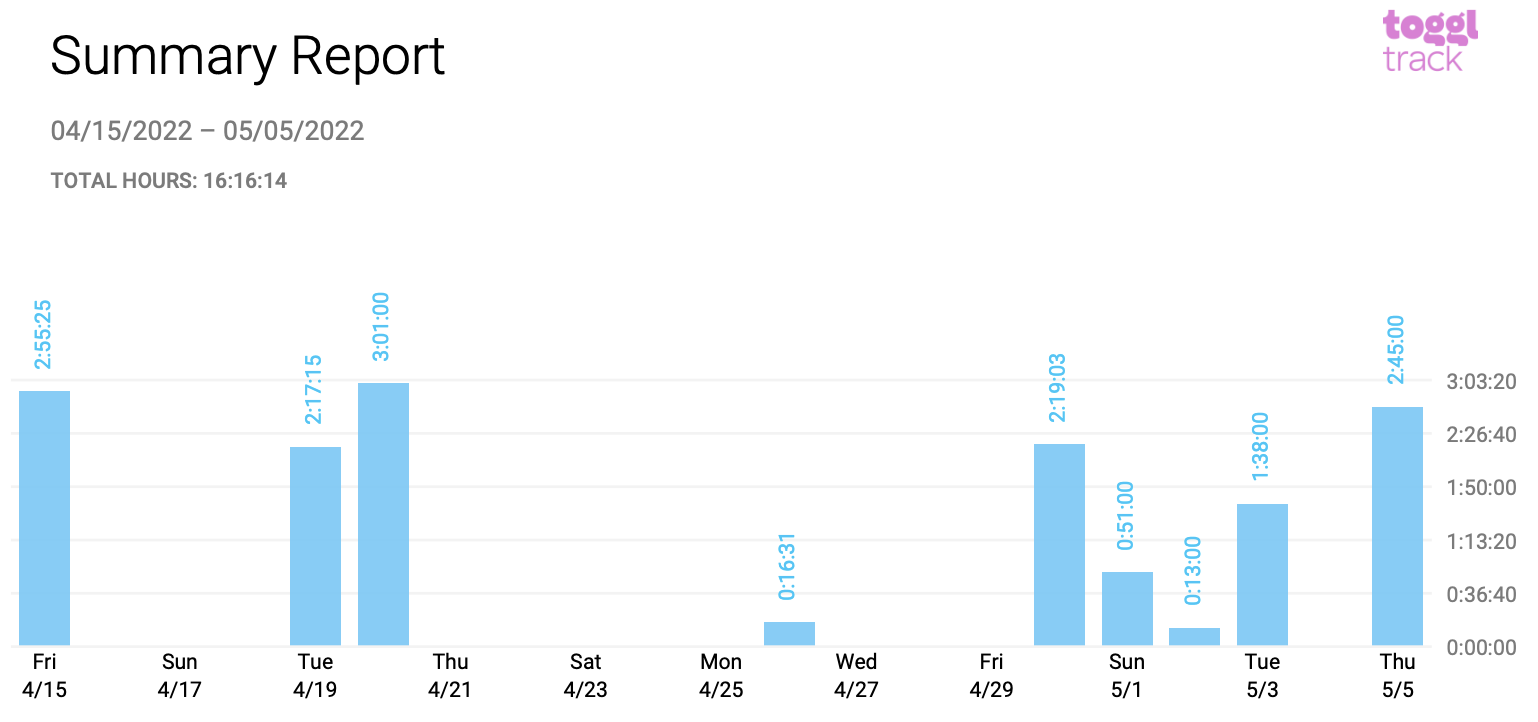 Summary Report
toggl
track
04/15/2022 – 05/05/2022
TOTAL HOURS: 16:16:14
2:55:25
2:17:15
3:01:00
0:16:31
2:19:03
0:51:00
0:13:00
1:38:00
2:45:00
3:03:20
2:26:40
1:50:00
1:13:20
0:36:40
0:00:00
Fri Sun Tue Thu Sat Mon Wed Fri Sun Tue Thu
4/15 4/17 4/19 4/21 4/23 4/25 4/27 4/29 5/1 5/3 5/5